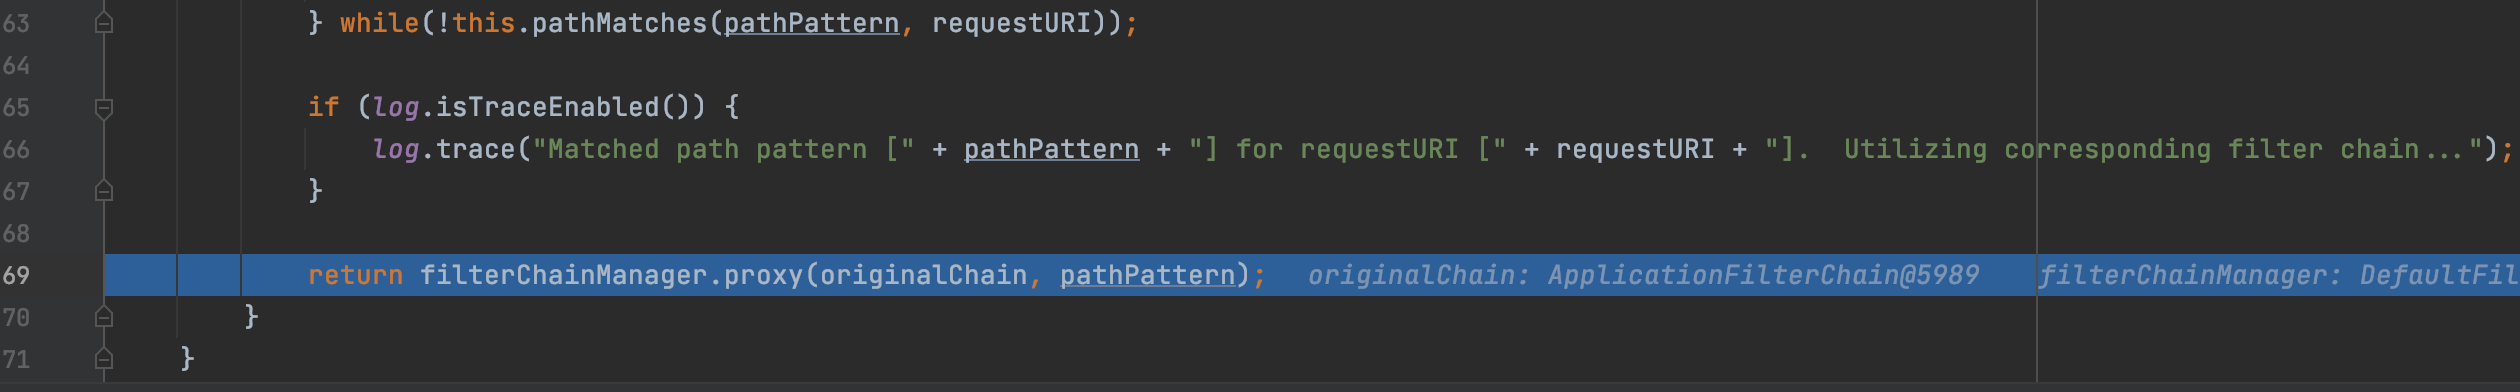 63 } while(!this.pathMatches(pathPattern, requestURI));
64
65 if (log.isTraceEnabled()) {
66 log.trace("Matched path pattern [" + pathPattern + "] for requestURI [" + requestURI + "].  Utilizing corresponding filter chain...");
67 }
68
69 return filterChainManager.proxy(originalChain, pathPattern); originalChain: ApplicationFilterChain@5989 filterChainManager: DefaultFil
70 }
71 }